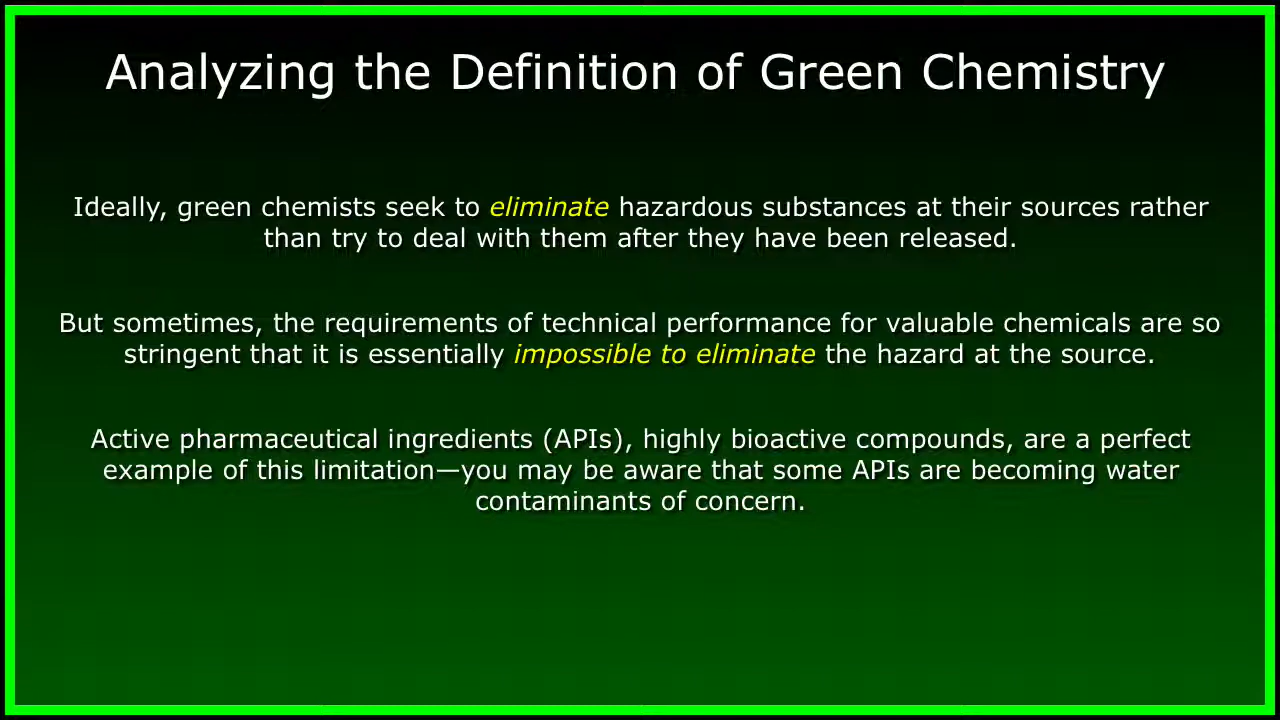 Analyzing the Definition of Green Chemistry
Ideally, green chemists seek to eliminate hazardous substances at their sources rather
than try to deal with them after they have been released.
But sometimes, the requirements of technical performance for valuable chemicals are so
stringent that it is essentially impossible to eliminate the hazard at the source.
Active pharmaceutical ingredients (APIs), highly bioactive compounds, are a perfect
example of this limitation—you may be aware that some APIs are becoming water
contaminants of concern.